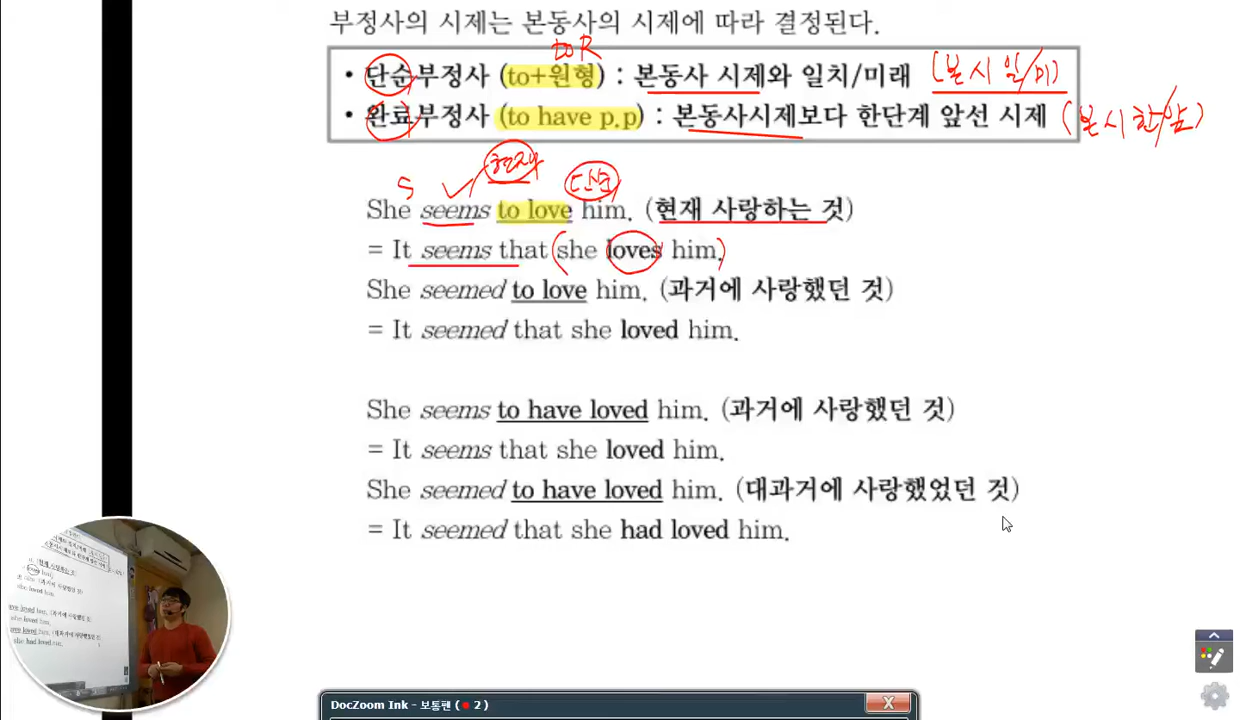 부정사의 시제는 본동사의 시제에 따라 결정된다.
to R
• 단순부정사 (to+원형) : 본동사 시제와 일치/미래 (본 시 일/미)
• 완료부정사 (to have p.p) : 본동사시제보다 한단계 앞선 시제 (본 시 한/앞)
S 현재 단순
She seems to love him. (현재 사랑하는 것)
= It seems that (she loves him.)
She seemed to love him. (과거에 사랑했던 것)
= It seemed that she loved him.
She seems to have loved him. (과거에 사랑했던 것)
= It seems that she loved him.
She seemed to have loved him. (대과거에 사랑했었던 것)
= It seemed that she had loved him.
DocZoom Ink - 보통펜 ( 2 )